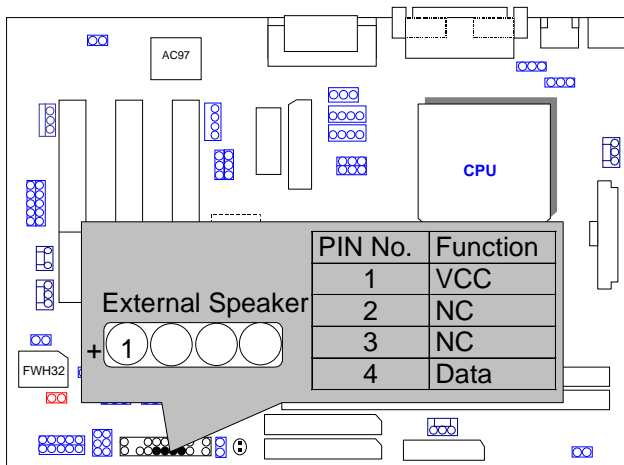 AC97
CPU
PIN No. Function
1 VCC
2 NC
3 NC
4 Data
External Speaker
+ 1
FWH32